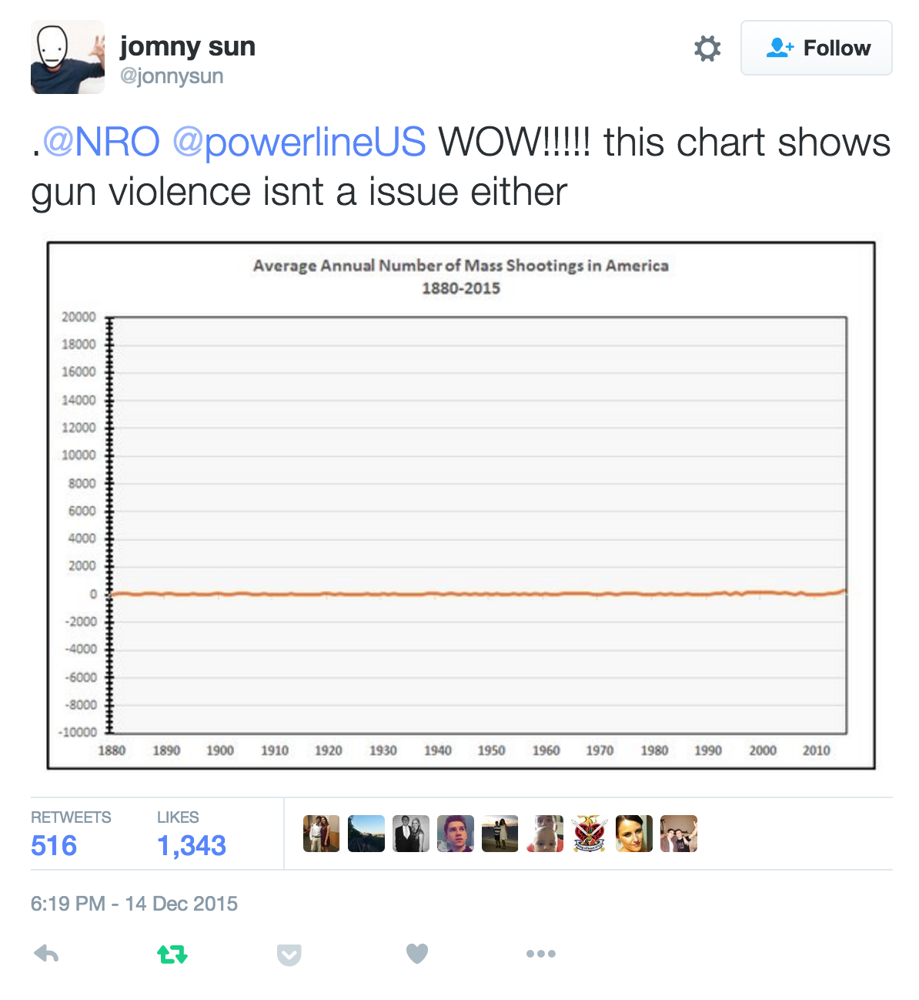 jomny sun
@jonnysun
Follow
.@NRO @powerlineUS WOW!!!!! this chart shows
gun violence isnt a issue either
Average Annual Number of Mass Shootings in America
1880-2015
20000
18000
16000
14000
12000
10000
8000
6000
4000
2000
0
-2000
-4000
-6000
-8000
-10000
1880 1890 1900 1910 1920 1930 1940 1950 1960 1970 1980 1990 2000 2010
RETWEETS LIKES
516 1,343
6:19 PM - 14 Dec 2015